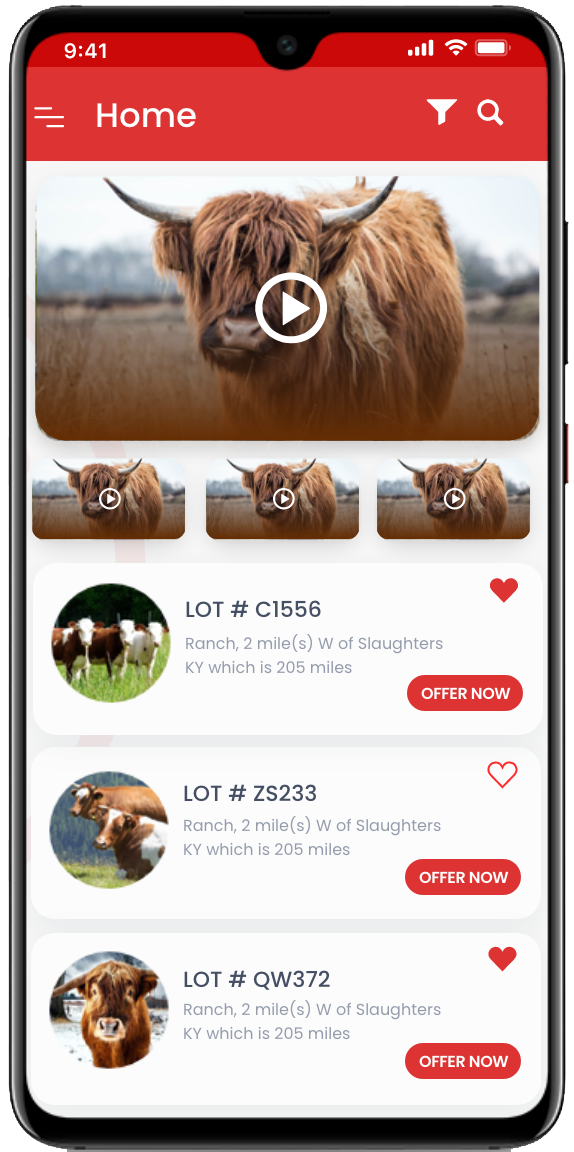 9:41
Home
LOT # C1556
Ranch, 2 mile(s) W of Slaughters
KY which is 205 miles
OFFER NOW
LOT # ZS233
Ranch, 2 mile(s) W of Slaughters
KY which is 205 miles
OFFER NOW
LOT # QW372
Ranch, 2 mile(s) W of Slaughters
KY which is 205 miles
OFFER NOW